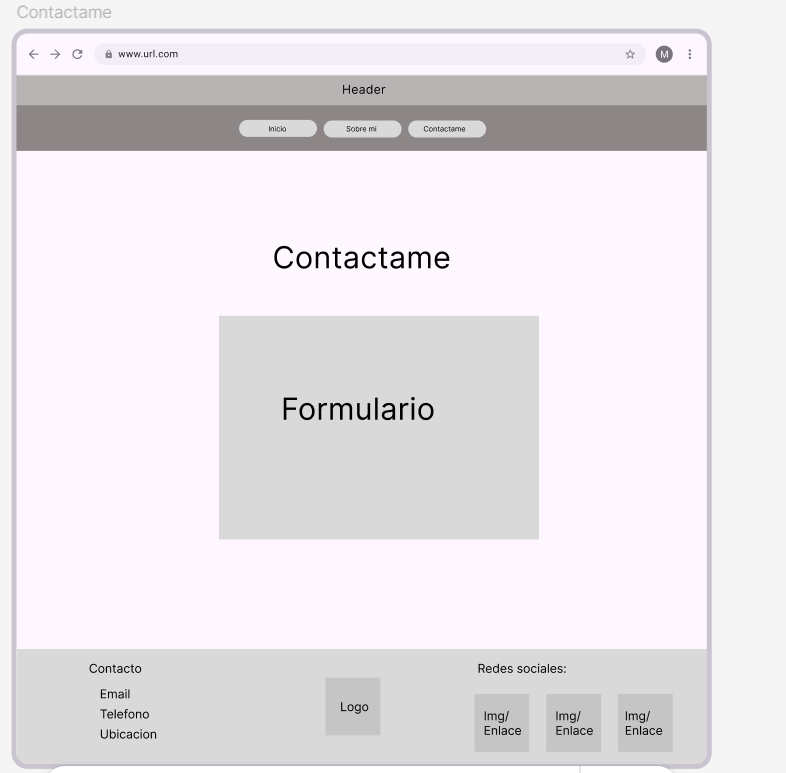 Contactame
www.url.com
M
Header
Inicio
Sobre mi
Contactame
Contactame
Formulario
Contacto
Email
Telefono
Ubicacion
Logo
Redes sociales:
Img/
Enlace
Img/
Enlace
Img/
Enlace